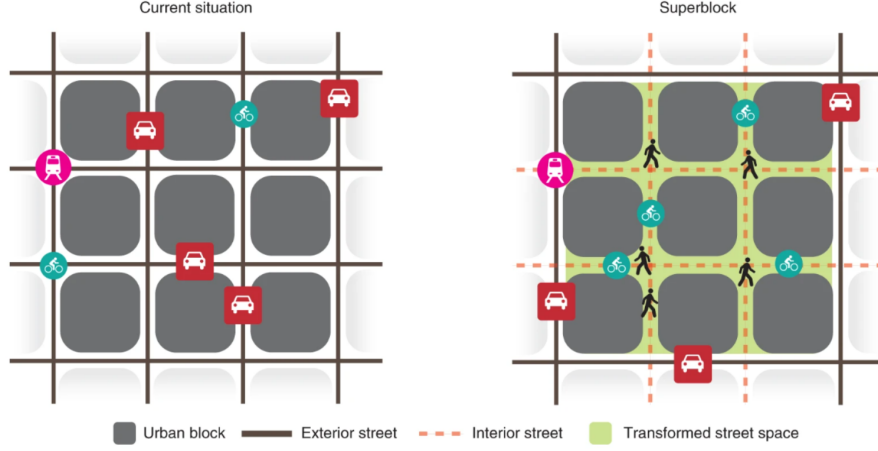 Current situation
Superblock
Urban block
Exterior street
Interior street
Transformed street space